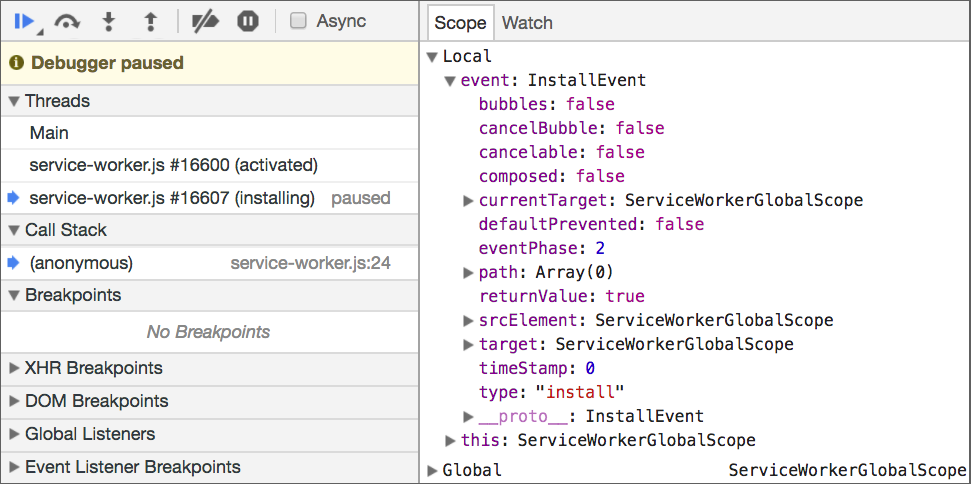 Async
Debugger paused
Threads
Main
service-worker.js #16600 (activated)
service-worker.js #16607 (installing) paused
Call Stack
(anonymous) service-worker.js:24
Breakpoints
No Breakpoints
XHR Breakpoints
DOM Breakpoints
Global Listeners
Event Listener Breakpoints
Scope Watch
Local
event: InstallEvent
bubbles: false
cancelBubble: false
cancelable: false
composed: false
currentTarget: ServiceWorkerGlobalScope
defaultPrevented: false
eventPhase: 2
path: Array(0)
returnValue: true
srcElement: ServiceWorkerGlobalScope
target: ServiceWorkerGlobalScope
timeStamp: 0
type: "install"
__proto__: InstallEvent
this: ServiceWorkerGlobalScope
Global ServiceWorkerGlobalScope